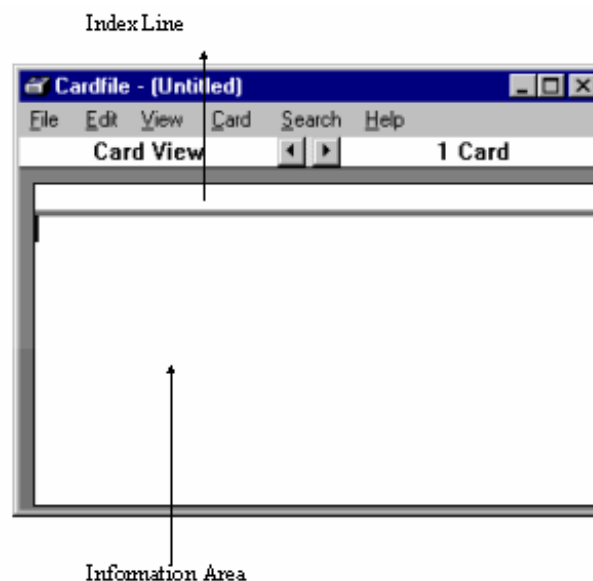 Index Line
Cardfile - (Untitled)
File Edit View Card Search Help
Card View 1 Card
Information Area